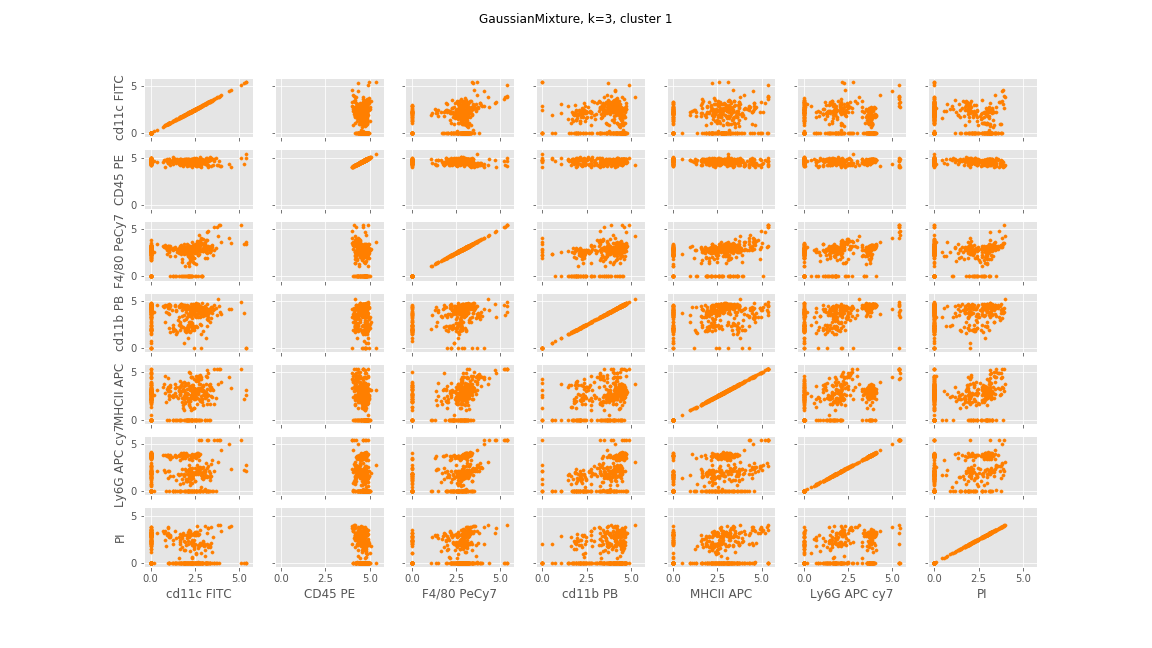 GaussianMixture, k=3, cluster 1
cd11c FITC
5
0
CD45 PE
5
0
F4/80 PeCy7
5
0
cd11b PB
5
0
MHCII APC
5
0
Ly6G APC cy7
5
0
PI
5
0
0.0 2.5 5.0 0.0 2.5 5.0 0.0 2.5 5.0 0.0 2.5 5.0 0.0 2.5 5.0 0.0 2.5 5.0 0.0 2.5 5.0
cd11c FITC CD45 PE F4/80 PeCy7 cd11b PB MHCII APC Ly6G APC cy7 PI